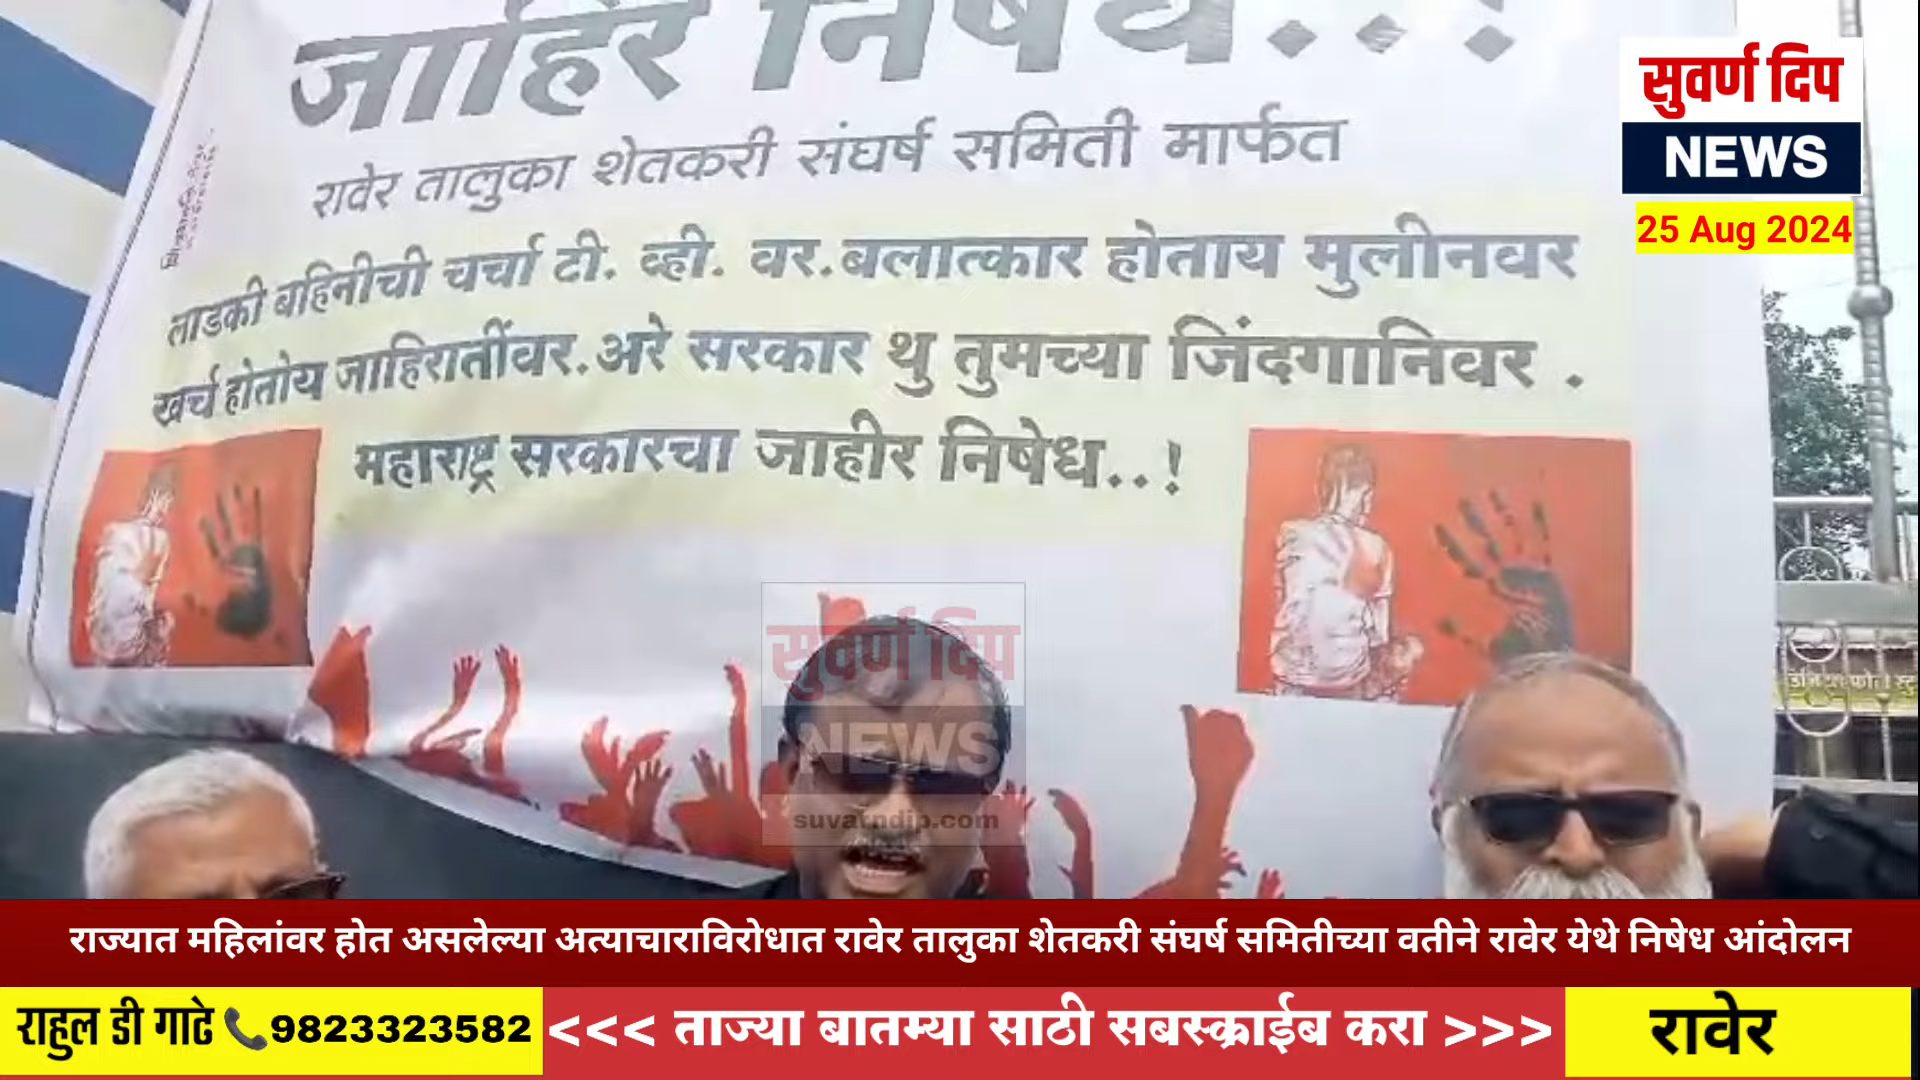 जाहिर निषेध..!
रावेर तालुका शेतकरी संघर्ष समिती मार्फत
लाडकी बहिनीची चर्चा टी. व्ही. वर.बलात्कार होताय मुलीनवर
खर्च होतोय जाहिरातींवर.अरे सरकार थु तुमच्या जिंदगानिवर .
महाराष्ट्र सरकारचा जाहीर निषेध..!
सुवर्ण दिप
NEWS
25 Aug 2024
सुवर्ण दिप
NEWS
suvarndip.com
राज्यात महिलांवर होत असलेल्या अत्याचाराविरोधात रावेर तालुका शेतकरी संघर्ष समितीच्या वतीने रावेर येथे निषेध आंदोलन
राहुल डी गाढे 📞9823323582
<<< ताज्या बातम्या साठी सबस्क्राईब करा >>>
रावेर